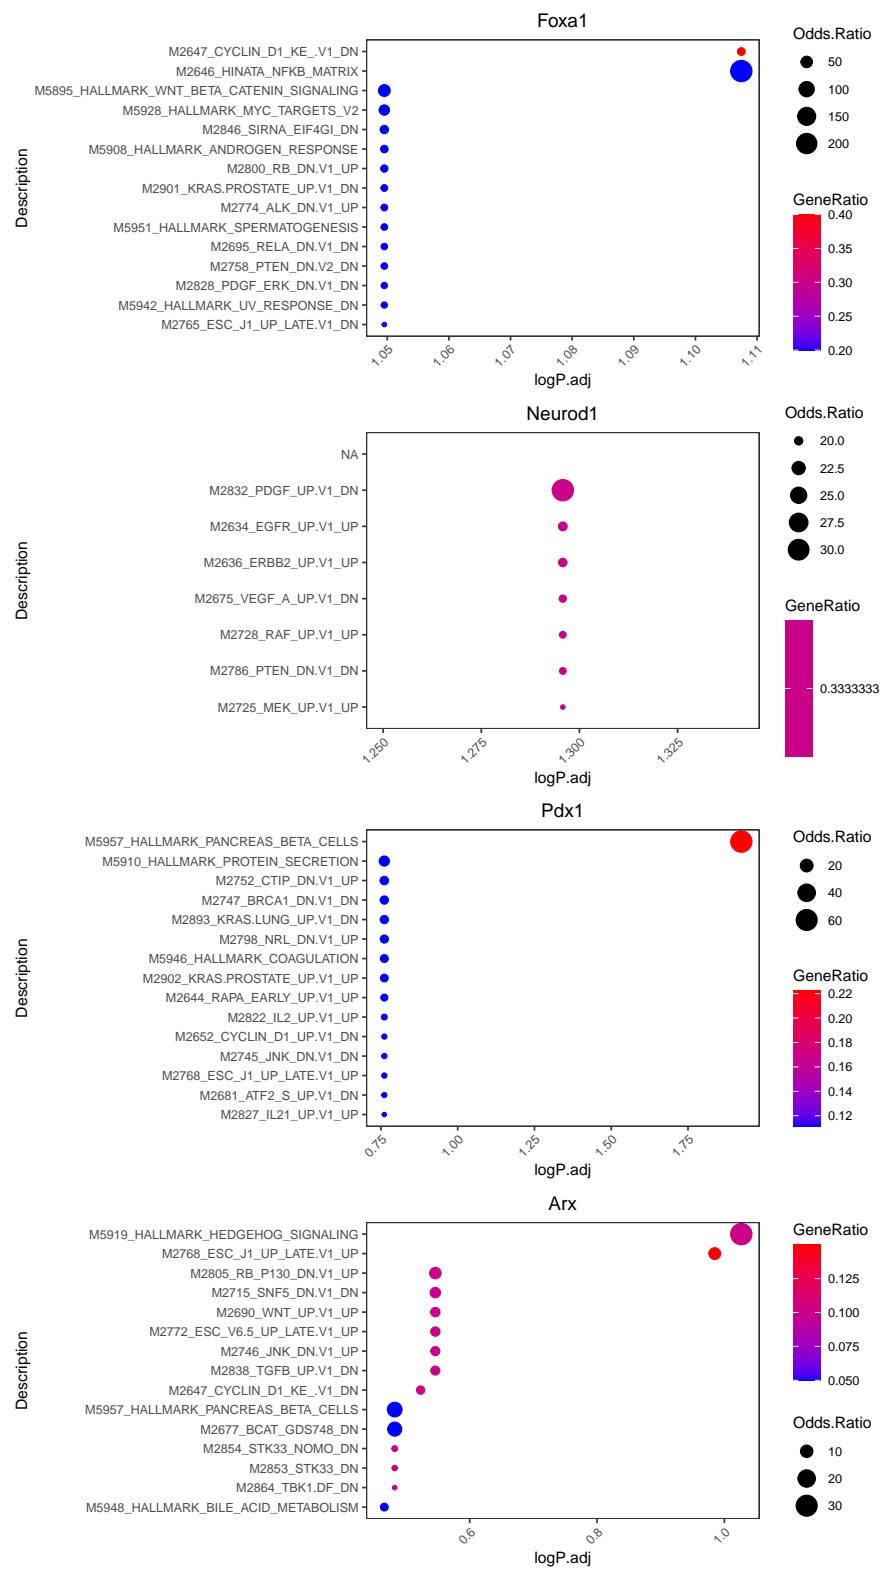 Foxa1
Description
M2647_CYCLIN_D1_KE_.V1_DN
M2646_HINATA_NFKB_MATRIX
M5895_HALLMARK_WNT_BETA_CATENIN_SIGNALING
M5928_HALLMARK_MYC_TARGETS_V2
M2846_SIRNA_EIF4GI_DN
M5908_HALLMARK_ANDROGEN_RESPONSE
M2800_RB_DN.V1_UP
M2901_KRAS.PROSTATE_UP.V1_DN
M2774_ALK_DN.V1_UP
M5951_HALLMARK_SPERMATOGENESIS
M2695_RELA_DN.V1_DN
M2758_PTEN_DN.V2_DN
M2828_PDGF_ERK_DN.V1_DN
M5942_HALLMARK_UV_RESPONSE_DN
M2765_ESC_J1_UP_LATE.V1_DN
1.05 1.06 1.07 1.08 1.09 1.10 1.11
logP.adj
Odds.Ratio
50
100
150
200
GeneRatio
0.40
0.35
0.30
0.25
0.20
Neurod1
Description
NA
M2832_PDGF_UP.V1_DN
M2634_EGFR_UP.V1_UP
M2636_ERBB2_UP.V1_UP
M2675_VEGF_A_UP.V1_DN
M2728_RAF_UP.V1_UP
M2786_PTEN_DN.V1_DN
M2725_MEK_UP.V1_UP
1.250 1.275 1.300 1.325
logP.adj
Odds.Ratio
20.0
22.5
25.0
27.5
30.0
GeneRatio
0.3333333
Pdx1
Description
M5957_HALLMARK_PANCREAS_BETA_CELLS
M5910_HALLMARK_PROTEIN_SECRETION
M2752_CTIP_DN.V1_UP
M2747_BRCA1_DN.V1_DN
M2893_KRAS.LUNG_UP.V1_DN
M2798_NRL_DN.V1_UP
M5946_HALLMARK_COAGULATION
M2902_KRAS.PROSTATE_UP.V1_UP
M2644_RAPA_EARLY_UP.V1_UP
M2822_IL2_UP.V1_UP
M2652_CYCLIN_D1_UP.V1_DN
M2745_JNK_DN.V1_DN
M2768_ESC_J1_UP_LATE.V1_UP
M2681_ATF2_S_UP.V1_DN
M2827_IL21_UP.V1_UP
0.75 1.00 1.25 1.50 1.75
logP.adj
Odds.Ratio
20
40
60
GeneRatio
0.22
0.20
0.18
0.16
0.14
0.12
Arx
Description
M5919_HALLMARK_HEDGEHOG_SIGNALING
M2768_ESC_J1_UP_LATE.V1_UP
M2805_RB_P130_DN.V1_UP
M2715_SNF5_DN.V1_DN
M2690_WNT_UP.V1_UP
M2772_ESC_V6.5_UP_LATE.V1_UP
M2746_JNK_DN.V1_UP
M2838_TGFB_UP.V1_DN
M2647_CYCLIN_D1_KE_.V1_DN
M5957_HALLMARK_PANCREAS_BETA_CELLS
M2677_BCAT_GDS748_DN
M2854_STK33_NOMO_DN
M2853_STK33_DN
M2864_TBK1.DF_DN
M5948_HALLMARK_BILE_ACID_METABOLISM
0.6 0.8 1.0
logP.adj
GeneRatio
0.125
0.100
0.075
0.050
Odds.Ratio
10
20
30